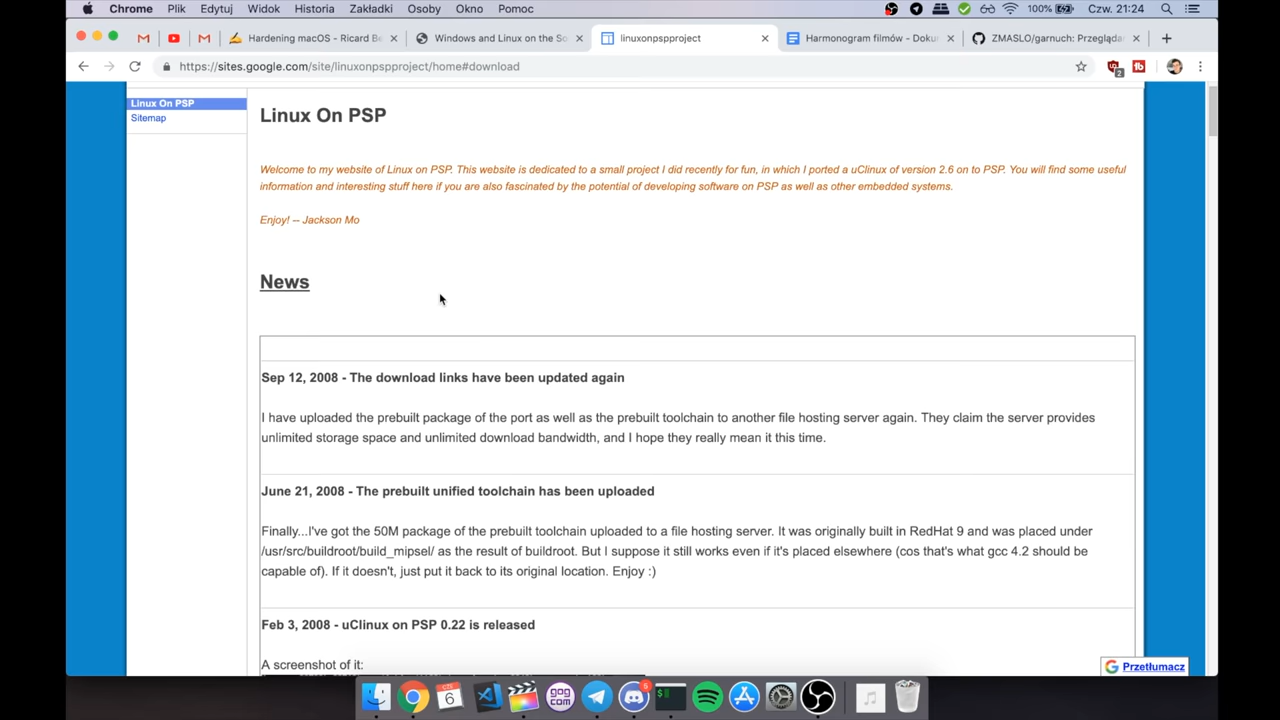 Chrome Plik Edytuj Widok Historia Zakładki Osoby Okno Pomoc 100% Czw. 21:24
Hardening macOS - Ricard Be
Windows and Linux on the So
linuxonpspproject
Harmonogram filmów - Doku
ZMASLO/garnuch: Przegląda
https://sites.google.com/site/linuxonpspproject/home#download
2
Linux On PSP
Sitemap
Linux On PSP
Welcome to my website of Linux on PSP. This website is dedicated to a small project I did recently for fun, in which I ported a uClinux of version 2.6 on to PSP. You will find some useful
information and interesting stuff here if you are also fascinated by the potential of developing software on PSP as well as other embedded systems.
Enjoy! -- Jackson Mo
News
Sep 12, 2008 - The download links have been updated again
I have uploaded the prebuilt package of the port as well as the prebuilt toolchain to another file hosting server again. They claim the server provides
unlimited storage space and unlimited download bandwidth, and I hope they really mean it this time.
June 21, 2008 - The prebuilt unified toolchain has been uploaded
Finally...I've got the 50M package of the prebuilt toolchain uploaded to a file hosting server. It was originally built in RedHat 9 and was placed under
/usr/src/buildroot/build_mipsel/ as the result of buildroot. But I suppose it still works even if it's placed elsewhere (cos that's what gcc 4.2 should be
capable of). If it doesn't, just put it back to its original location. Enjoy :)
Feb 3, 2008 - uClinux on PSP 0.22 is released
A screenshot of it:
Przetłumacz
6
GOG
COM